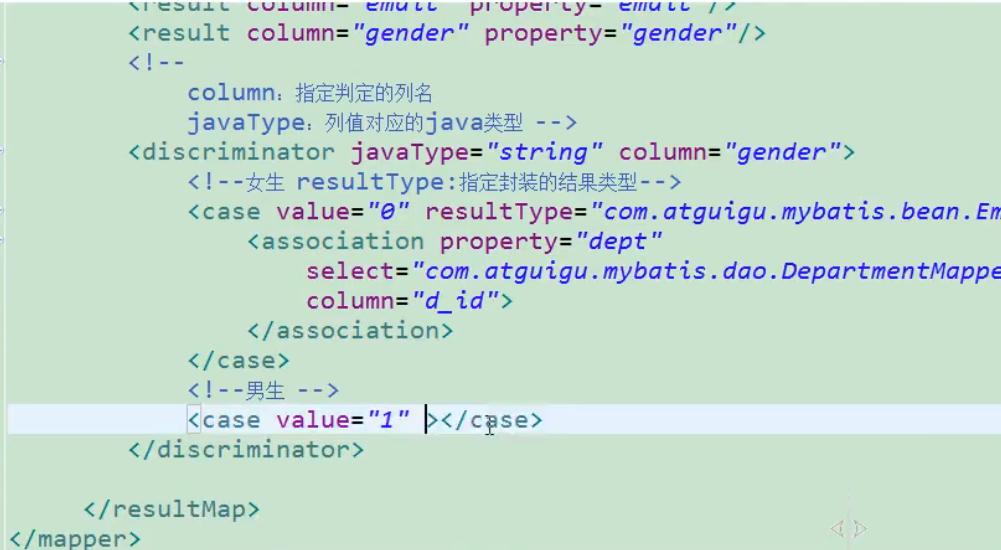 <result column="email" property="email"/>
<result column="gender" property="gender"/>
<!--
column：指定判定的列名
javaType：列值对应的java类型 -->
<discriminator javaType="string" column="gender">
<!--女生 resultType:指定封装的结果类型-->
<case value="0" resultType="com.atguigu.mybatis.bean.Em
<association property="dept"
select="com.atguigu.mybatis.dao.DepartmentMappe
column="d_id">
</association>
</case>
<!--男生 -->
<case value="1" ></case>
</discriminator>
</resultMap>
</mapper>